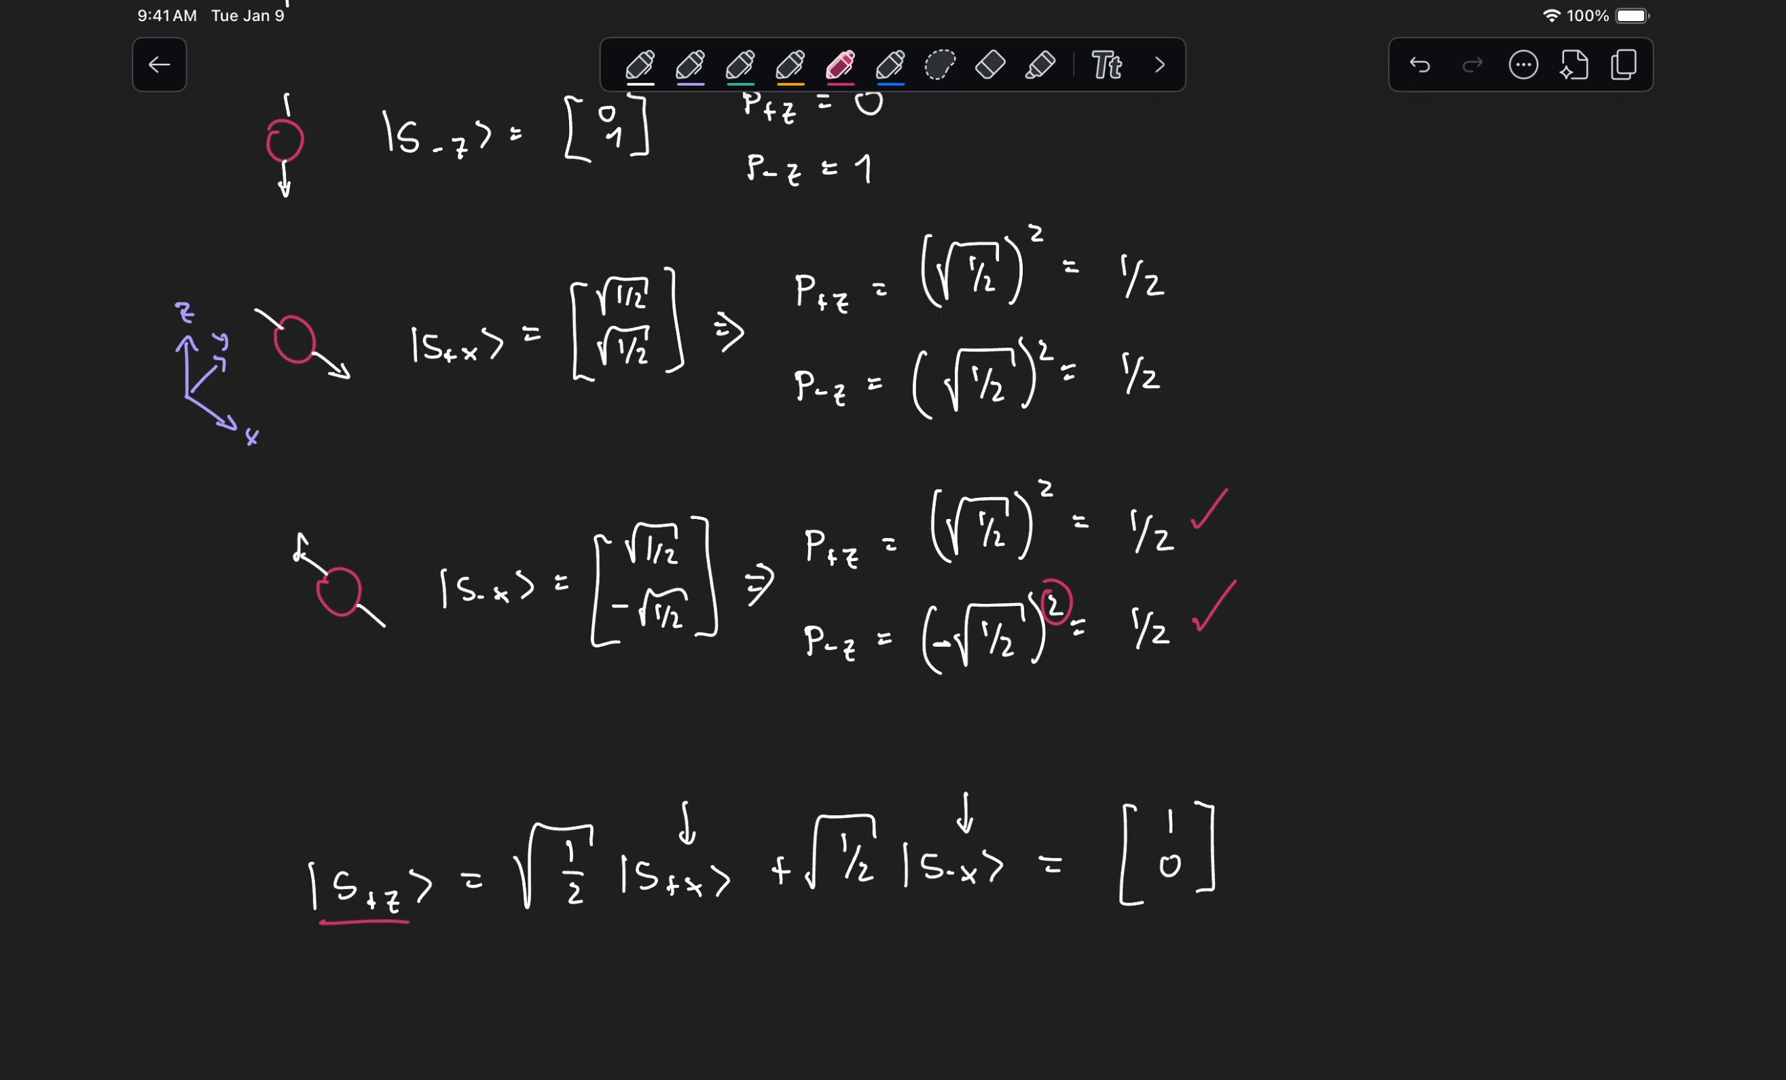 9:41 AM Tue Jan 9
100%
Tt
|S-z⟩ = [0 1]
P+z = 0
P-z = 1
z
y
x
|S+x⟩ = [√1/2 √1/2] ⇒
P+z = (√1/2)² = 1/2
P-z = (√1/2)² = 1/2
|S-x⟩ = [√1/2 -√1/2] ⇒
P+z = (√1/2)² = 1/2 ✓
P-z = (-√1/2)² = 1/2 ✓
|S+z⟩ = √1/2 |S+x⟩ + √1/2 |S-x⟩ = [1 0]